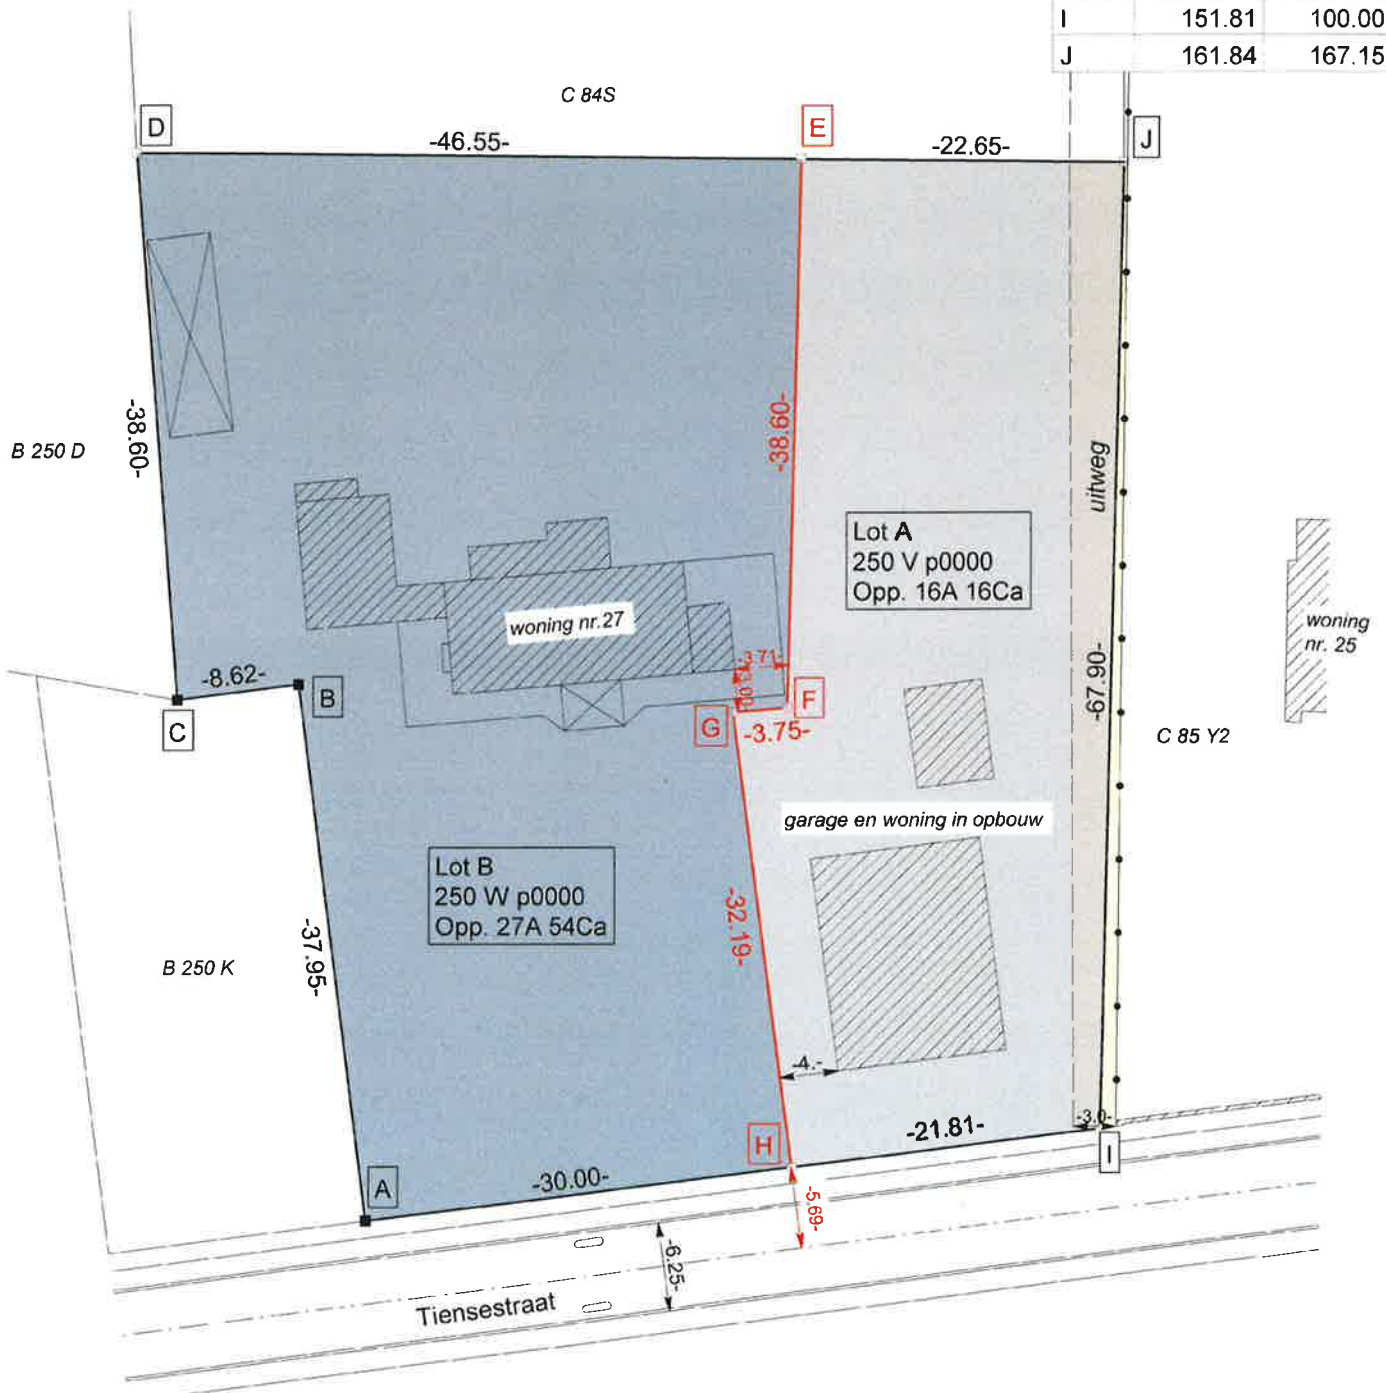 I 151.81 100.00
J 161.84 167.15
C 84S
D
E
J
-46.55-
-22.65-
-38.60-
B 250 D
-38.60-
uitweg
Lot A
250 V p0000
Opp. 16A 16Ca
woning nr.27
woning
nr. 25
-8.62-
B
C
-3.71-
3.00
F
G
-3.75-
-67.90-
C 85 Y2
garage en woning in opbouw
Lot B
250 W p0000
Opp. 27A 54Ca
-32.19-
-37.95-
B 250 K
-4.-
-3.0-
-21.81-
H
I
A
-30.00-
-5.69-
-6.25-
Tiensestraat